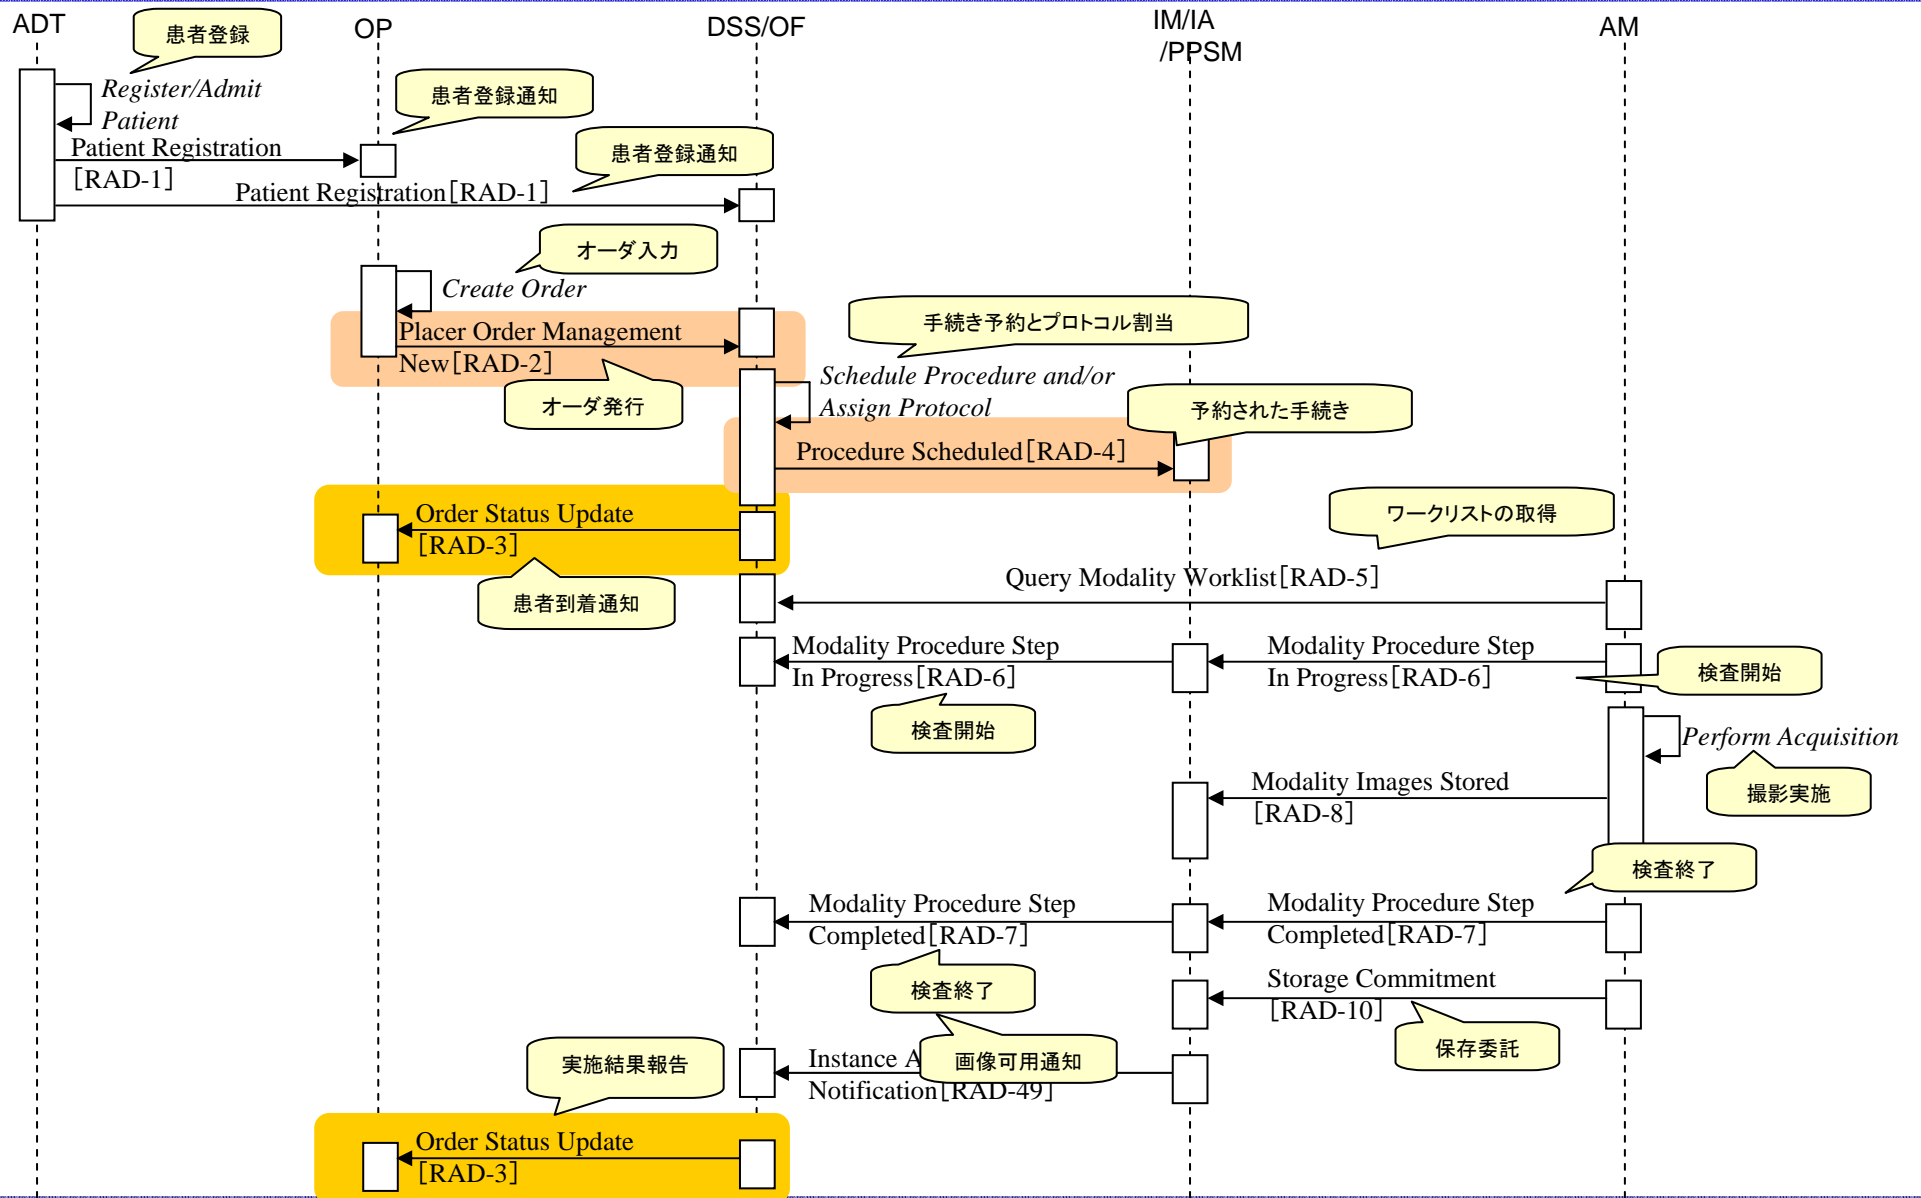 ADT
OP
DSS/OF
IM/IA
/PPSM
AM
患者登録
Register/Admit
Patient
患者登録通知
Patient Registration
[RAD-1]
患者登録通知
Patient Registration[RAD-1]
オーダ入力
Create Order
Placer Order Management
New[RAD-2]
オーダ発行
手続き予約とプロトコル割当
Schedule Procedure and/or
Assign Protocol
予約された手続き
Procedure Scheduled[RAD-4]
Order Status Update
[RAD-3]
患者到着通知
ワークリストの取得
Query Modality Worklist[RAD-5]
Modality Procedure Step
In Progress[RAD-6]
検査開始
Modality Procedure Step
In Progress[RAD-6]
検査開始
Perform Acquisition
撮影実施
Modality Images Stored
[RAD-8]
検査終了
Modality Procedure Step
Completed[RAD-7]
検査終了
Modality Procedure Step
Completed[RAD-7]
Storage Commitment
[RAD-10]
保存委託
実施結果報告
Instance A
画像可用通知
Notification[RAD-49]
Order Status Update
[RAD-3]